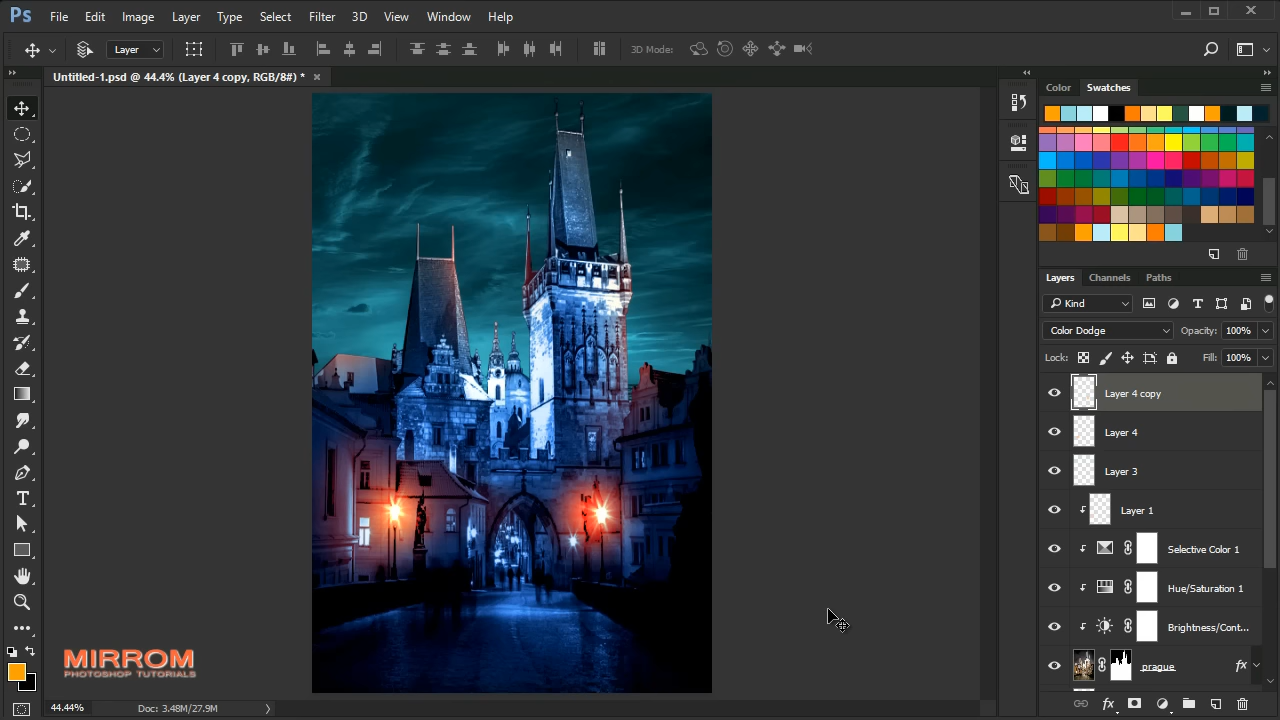 Ps File Edit Image Layer Type Select Filter 3D View Window Help
Layer 3D Mode:
Untitled-1.psd @ 44.4% (Layer 4 copy, RGB/8#) *
Color Swatches
Layers Channels Paths
Kind
Color Dodge Opacity: 100%
Lock: Fill: 100%
Layer 4 copy
Layer 4
Layer 3
Layer 1
Selective Color 1
Hue/Saturation 1
Brightness/Cont...
prague fx
MIRROM
PHOTOSHOP TUTORIALS
44.44% Doc: 3.48M/27.9M
fx